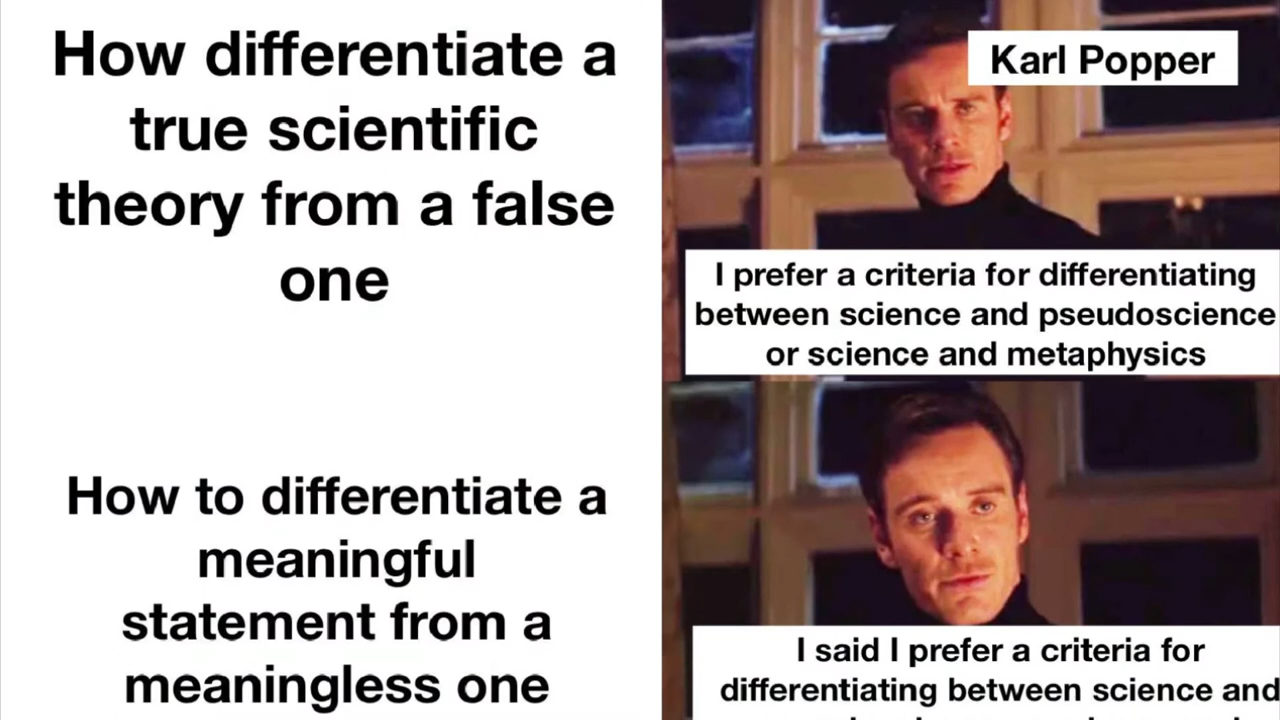 How differentiate a
true scientific
theory from a false
one
Karl Popper
I prefer a criteria for differentiating
between science and pseudoscience
or science and metaphysics
How to differentiate a
meaningful
statement from a
meaningless one
I said I prefer a criteria for
differentiating between science and